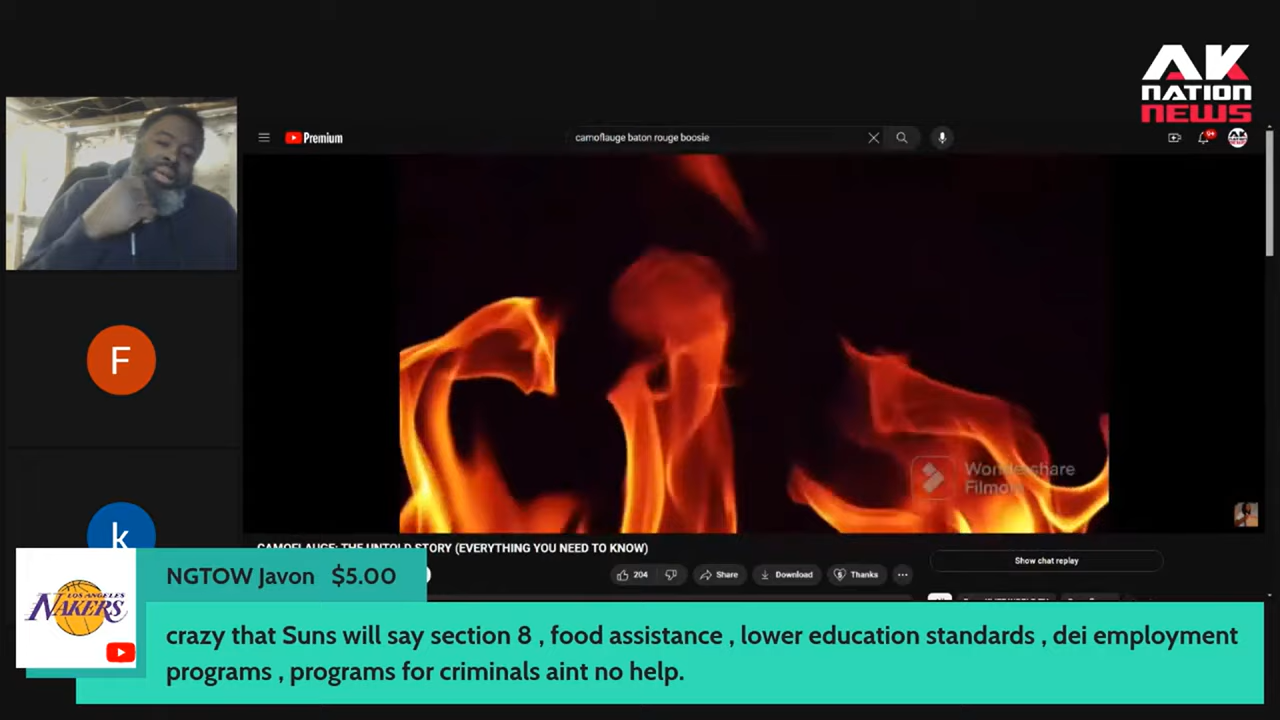 AK
NATION
NEWS
Premium
camoflauge baton rouge boosie
9+
F
Wondershare
Filmora
CAMOFLAUGE: THE UNTOLD STORY (EVERYTHING YOU NEED TO KNOW)
Show chat replay
204
Share
Download
Thanks
k
LOS ANGELES
NAKERS
NGTOW Javon $5.00
crazy that Suns will say section 8 , food assistance , lower education standards , dei employment
programs , programs for criminals aint no help.